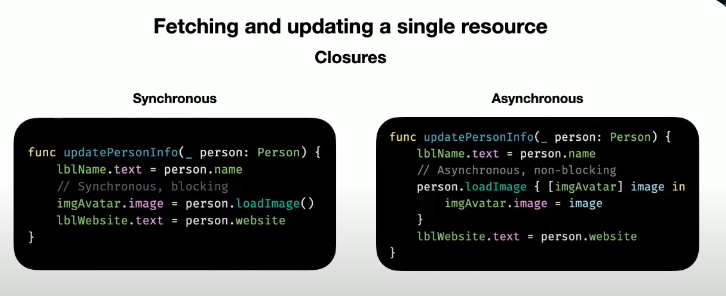 Fetching and updating a single resource
Closures
Synchronous
func updatePersonInfo(_ person: Person) {
    lblName.text = person.name
    // Synchronous, blocking
    imgAvatar.image = person.loadImage()
    lblWebsite.text = person.website
}
Asynchronous
func updatePersonInfo(_ person: Person) {
    lblName.text = person.name
    // Asynchronous, non-blocking
    person.loadImage { [imgAvatar] image in
        imgAvatar.image = image
    }
    lblWebsite.text = person.website
}